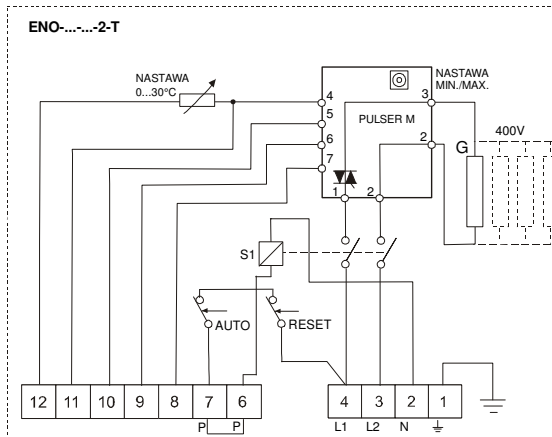 ENO-...-...-2-T
NASTAWA
0...30°C
NASTAWA
MIN./MAX.
4
5
6
7
3
2
PULSER M
1
2
G
400V
S1
AUTO
RESET
12
11
10
9
8
7
6
4
3
2
1
P
P
L1
L2
N